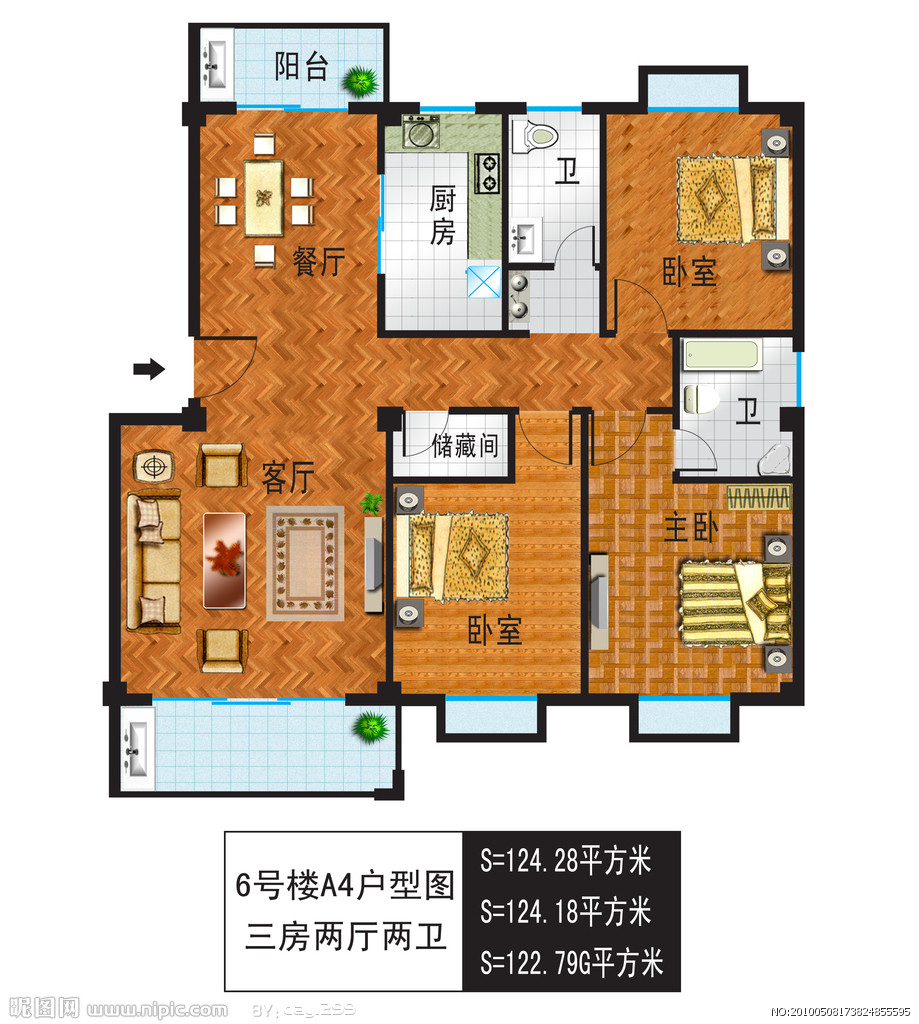 阳台
卫
厨房
餐厅
卧室
卫
储藏间
客厅
主卧
卧室
6号楼A4户型图
三房两厅两卫
S=124.28平方米
S=124.18平方米
S=122.79G平方米
昵图网 www.nipic.com
NO:20100508173824855595